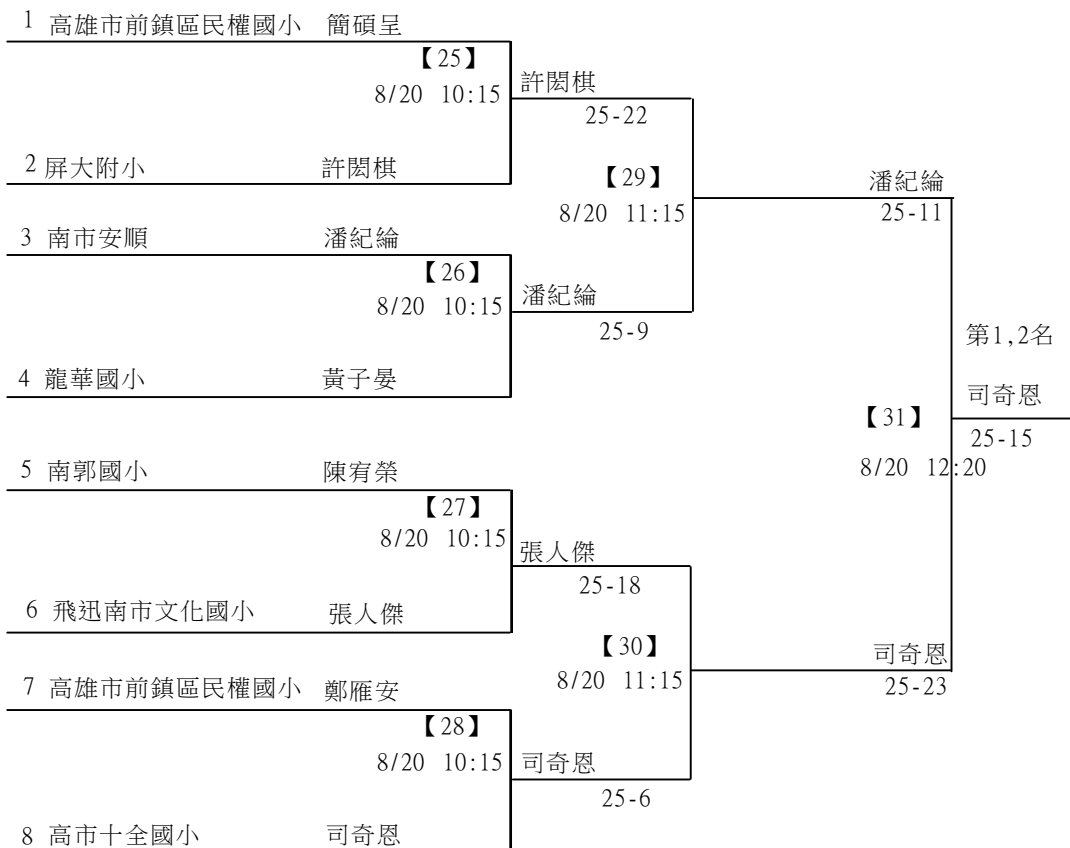 1 高雄市前鎮區民權國小 簡碩呈
【25】
8/20 10:15
許閎棋
25-22
2 屏大附小 許閎棋
【29】
8/20 11:15
潘紀綸
25-11
3 南市安順 潘紀綸
【26】
8/20 10:15
潘紀綸
25-9
4 龍華國小 黃子晏
第1,2名
司奇恩
【31】
25-15
8/20 12:20
5 南郭國小 陳宥榮
【27】
8/20 10:15
張人傑
25-18
6 飛迅南市文化國小 張人傑
【30】
8/20 11:15
司奇恩
25-23
7 高雄市前鎮區民權國小 鄭雁安
【28】
8/20 10:15
司奇恩
25-6
8 高市十全國小 司奇恩